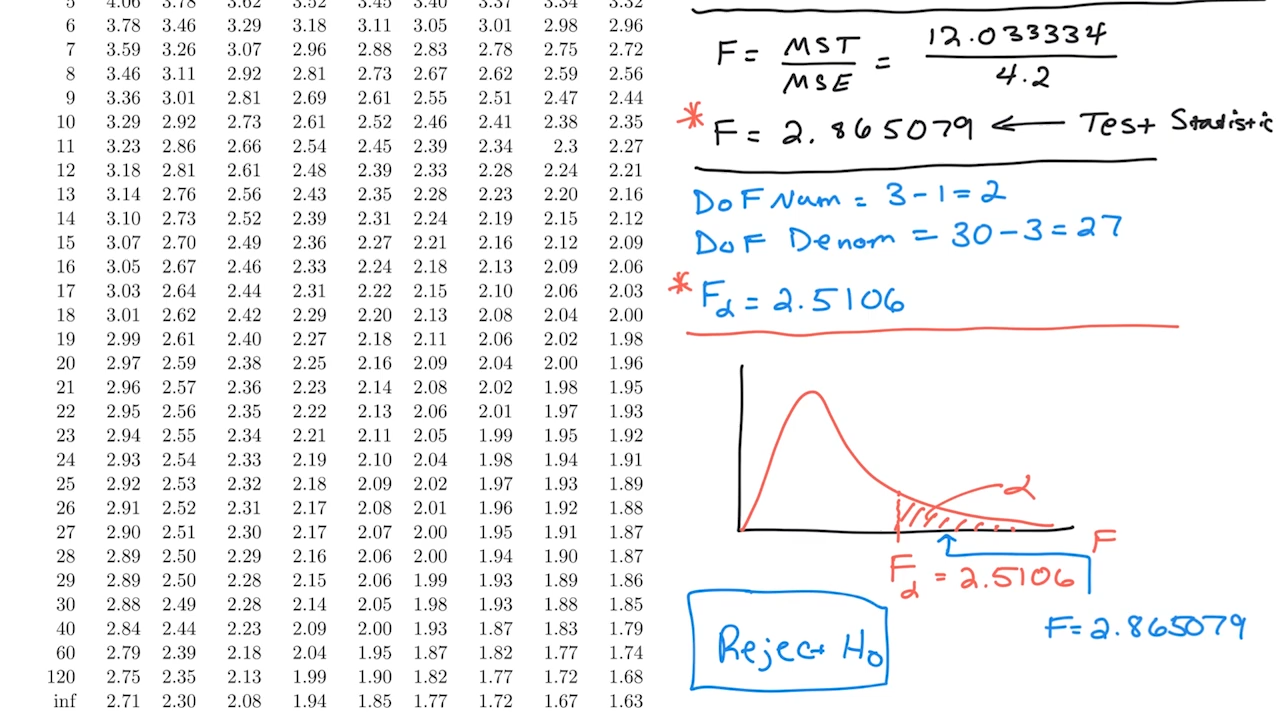 5 4.06 3.78 3.62 3.52 3.45 3.40 3.37 3.34 3.32
6 3.78 3.46 3.29 3.18 3.11 3.05 3.01 2.98 2.96
7 3.59 3.26 3.07 2.96 2.88 2.83 2.78 2.75 2.72
8 3.46 3.11 2.92 2.81 2.73 2.67 2.62 2.59 2.56
9 3.36 3.01 2.81 2.69 2.61 2.55 2.51 2.47 2.44
10 3.29 2.92 2.73 2.61 2.52 2.46 2.41 2.38 2.35
11 3.23 2.86 2.66 2.54 2.45 2.39 2.34 2.3 2.27
12 3.18 2.81 2.61 2.48 2.39 2.33 2.28 2.24 2.21
13 3.14 2.76 2.56 2.43 2.35 2.28 2.23 2.20 2.16
14 3.10 2.73 2.52 2.39 2.31 2.24 2.19 2.15 2.12
15 3.07 2.70 2.49 2.36 2.27 2.21 2.16 2.12 2.09
16 3.05 2.67 2.46 2.33 2.24 2.18 2.13 2.09 2.06
17 3.03 2.64 2.44 2.31 2.22 2.15 2.10 2.06 2.03
18 3.01 2.62 2.42 2.29 2.20 2.13 2.08 2.04 2.00
19 2.99 2.61 2.40 2.27 2.18 2.11 2.06 2.02 1.98
20 2.97 2.59 2.38 2.25 2.16 2.09 2.04 2.00 1.96
21 2.96 2.57 2.36 2.23 2.14 2.08 2.02 1.98 1.95
22 2.95 2.56 2.35 2.22 2.13 2.06 2.01 1.97 1.93
23 2.94 2.55 2.34 2.21 2.11 2.05 1.99 1.95 1.92
24 2.93 2.54 2.33 2.19 2.10 2.04 1.98 1.94 1.91
25 2.92 2.53 2.32 2.18 2.09 2.02 1.97 1.93 1.89
26 2.91 2.52 2.31 2.17 2.08 2.01 1.96 1.92 1.88
27 2.90 2.51 2.30 2.17 2.07 2.00 1.95 1.91 1.87
28 2.89 2.50 2.29 2.16 2.06 2.00 1.94 1.90 1.87
29 2.89 2.50 2.28 2.15 2.06 1.99 1.93 1.89 1.86
30 2.88 2.49 2.28 2.14 2.05 1.98 1.93 1.88 1.85
40 2.84 2.44 2.23 2.09 2.00 1.93 1.87 1.83 1.79
60 2.79 2.39 2.18 2.04 1.95 1.87 1.82 1.77 1.74
120 2.75 2.35 2.13 1.99 1.90 1.82 1.77 1.72 1.68
inf 2.71 2.30 2.08 1.94 1.85 1.77 1.72 1.67 1.63
F = MST / MSE = 12.033334 / 4.2
* F = 2.865079 ← Test Statistic
DoF Num = 3-1=2
DoF Denom = 30-3=27
* Fα = 2.5106
α
F
Fα = 2.5106
F = 2.865079
Reject H₀